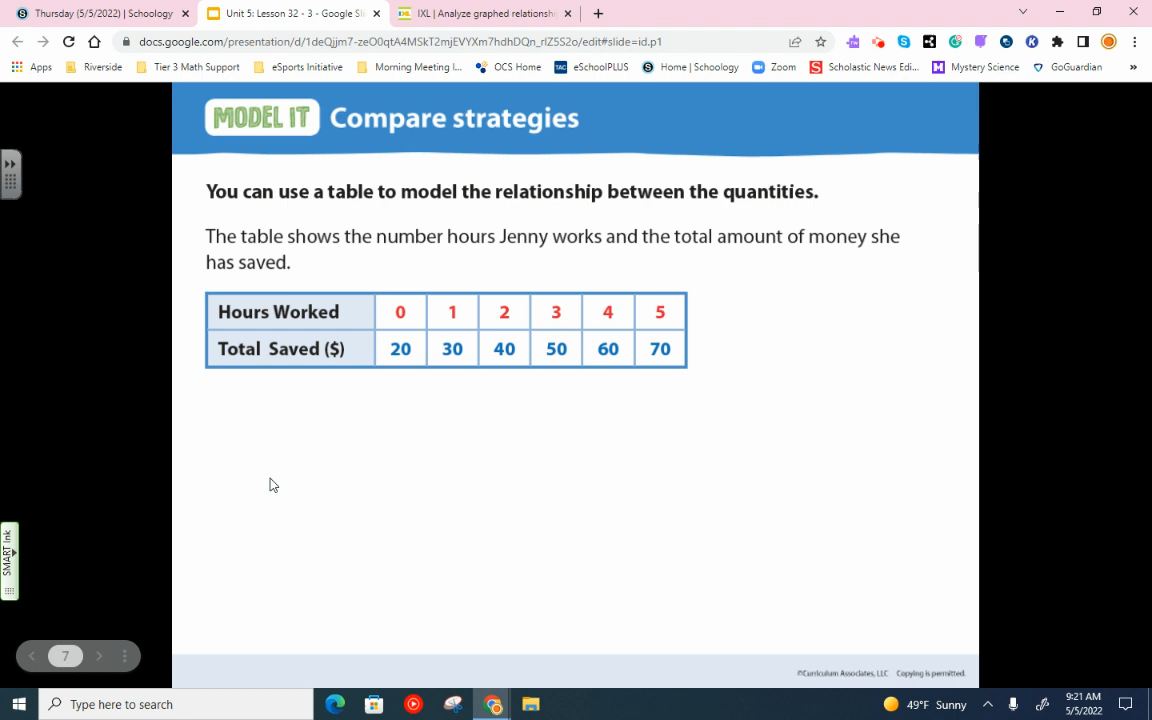 Thursday (5/5/2022) | Schoology
Unit 5: Lesson 32 - 3 - Google Sl
IXL | Analyze graphed relationshi
docs.google.com/presentation/d/1deQjjm7-zeO0qtA4MSkT2mjEVYXm7hdhDQn_rlZ5S2o/edit#slide=id.p1
Apps Riverside Tier 3 Math Support eSports Initiative Morning Meeting I... OCS Home TAC eSchoolPLUS Home | Schoology Zoom Scholastic News Edi... Mystery Science GoGuardian »
MODEL IT Compare strategies
You can use a table to model the relationship between the quantities.
The table shows the number hours Jenny works and the total amount of money she
has saved.
Hours Worked 0 1 2 3 4 5
Total Saved ($) 20 30 40 50 60 70
SMART Ink
7
©Curriculum Associates, LLC Copying is permitted.
Type here to search
49°F Sunny
9:21 AM
5/5/2022